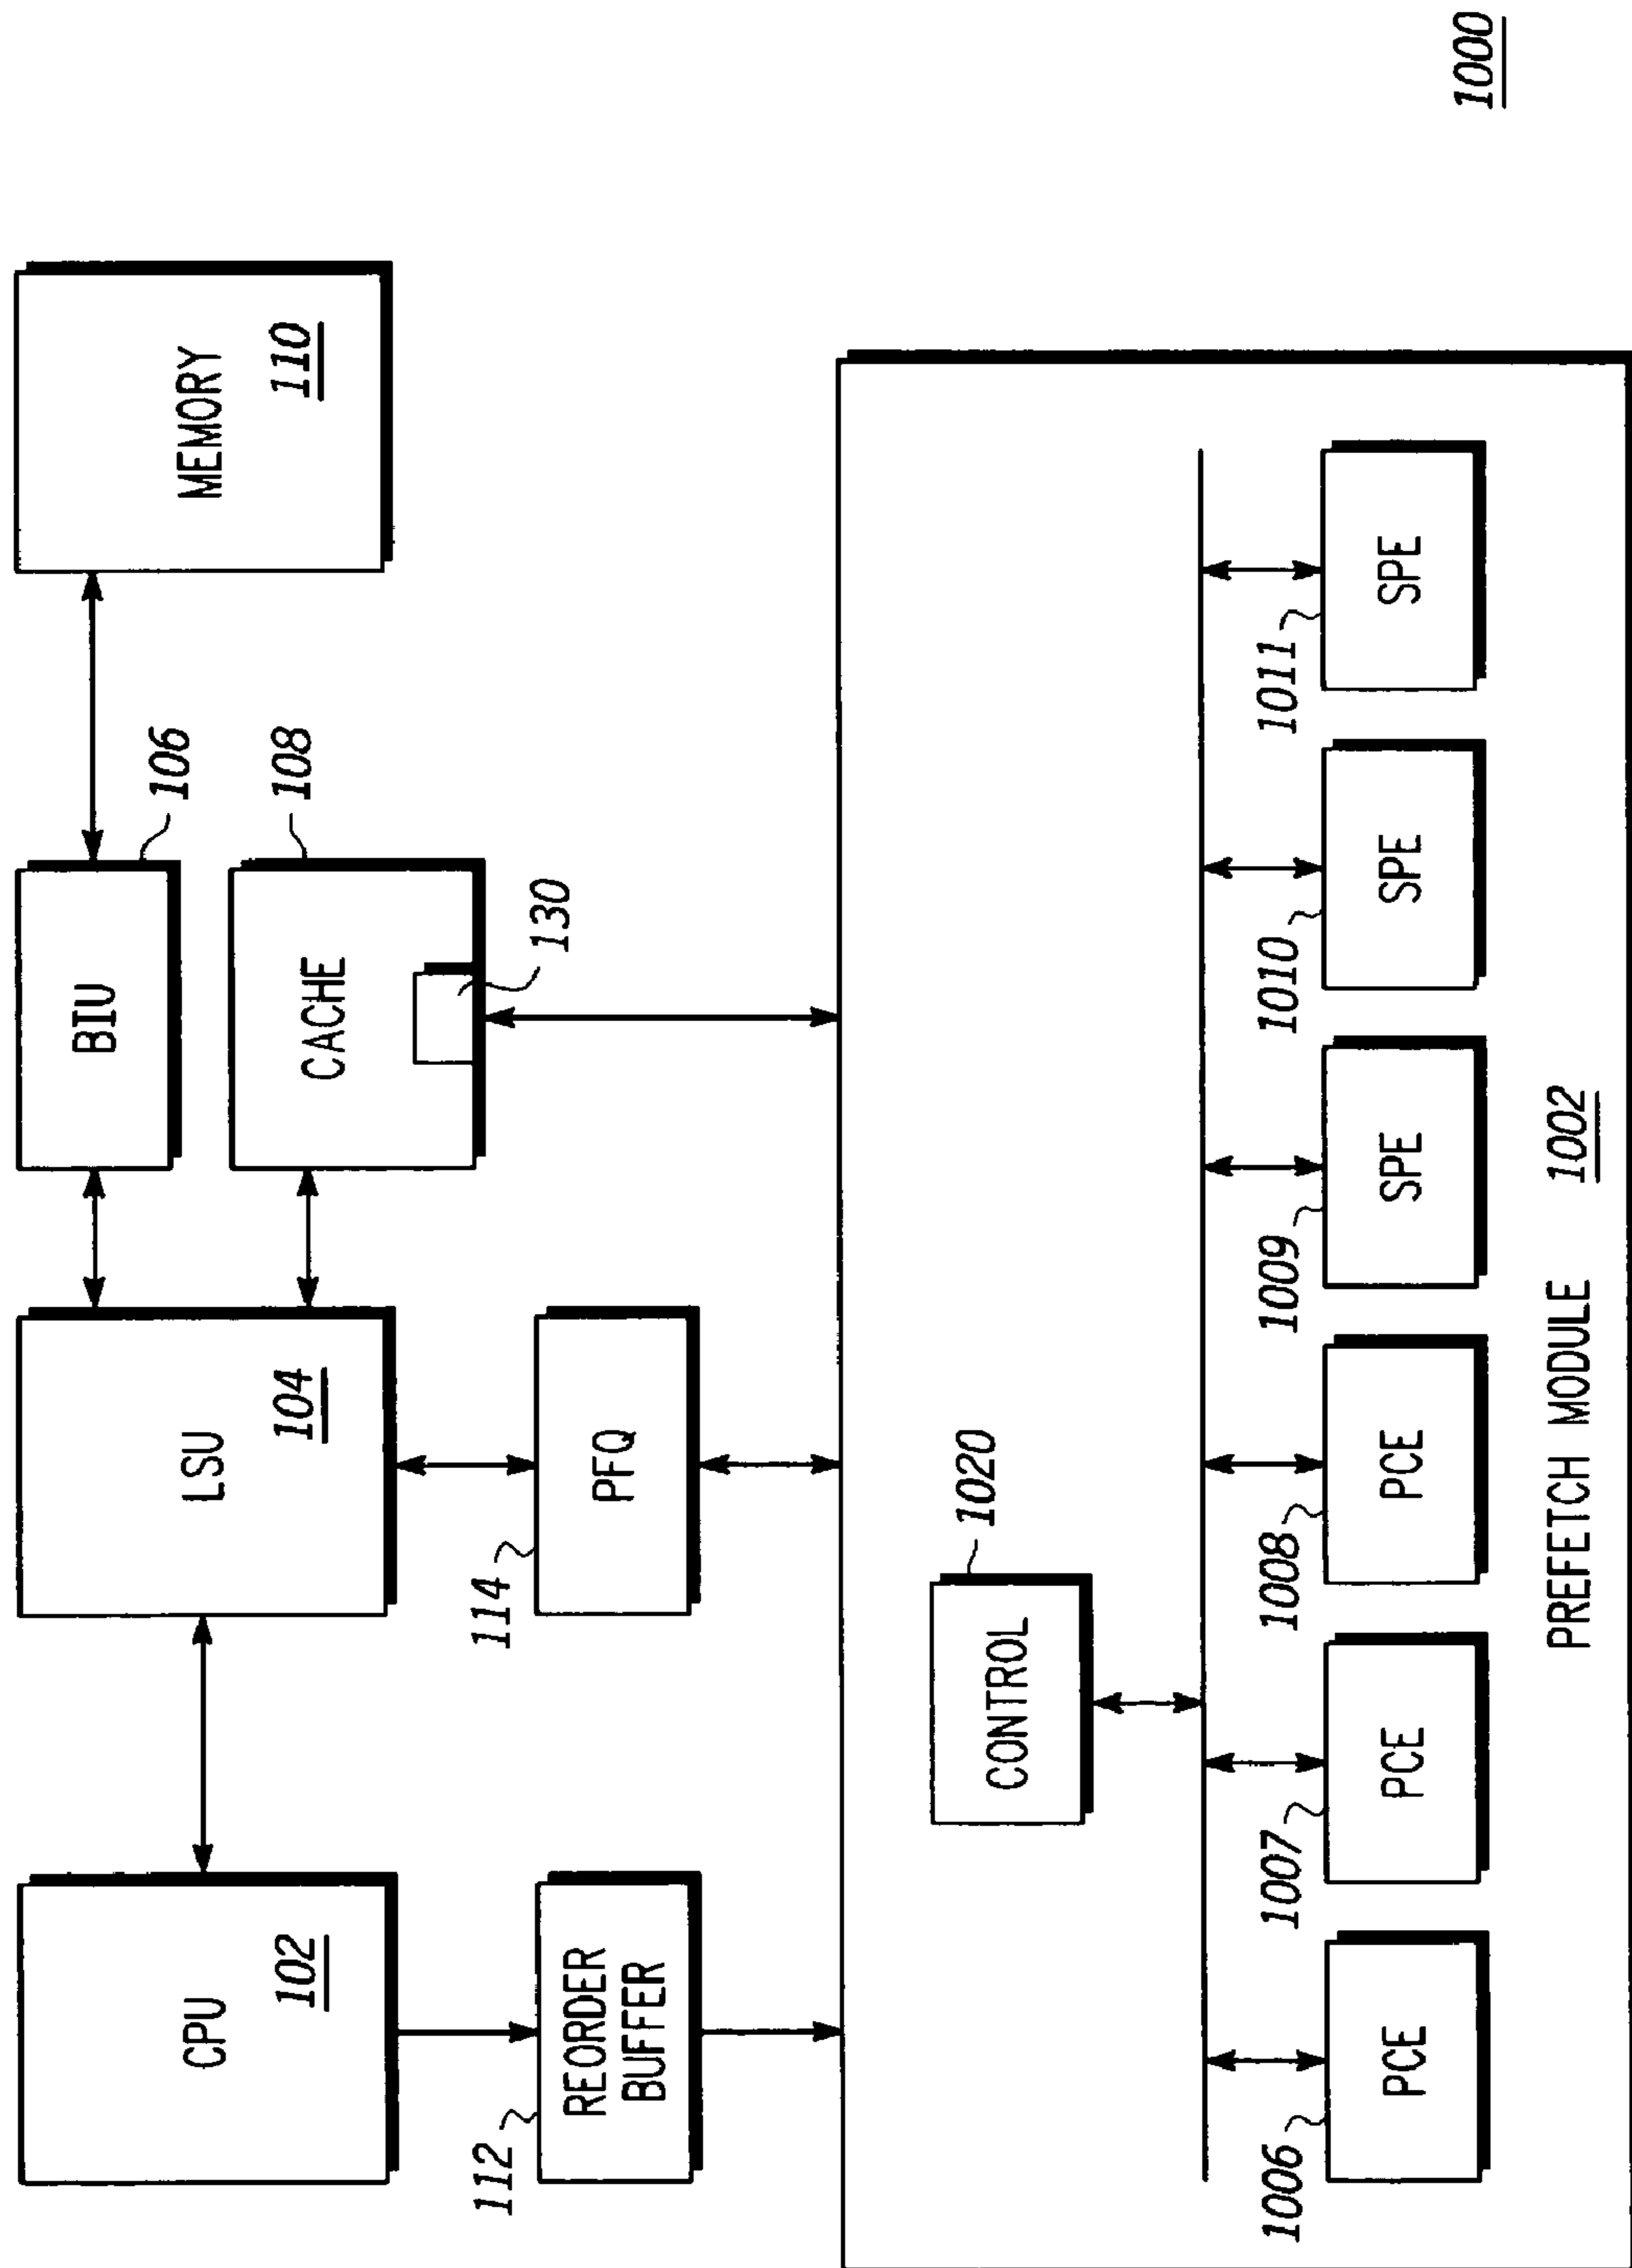 1000
CPU
102
LSU
104
BIU
106
MEMORY
110
CACHE
108
130
112
REORDER
BUFFER
114
PFQ
CONTROL
1020
1006
PCE
1007
PCE
1008
PCE
1009
SPE
1010
SPE
1011
SPE
PREFETCH MODULE 1002